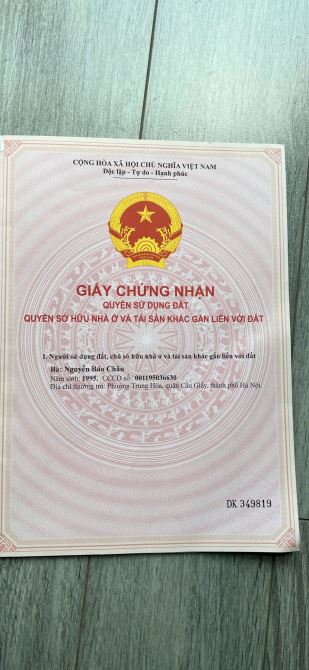 CỘNG HÒA XÃ HỘI CHỦ NGHĨA VIỆT NAM
Độc lập - Tự do - Hạnh phúc
GIẤY CHỨNG NHẬN
QUYỀN SỬ DỤNG ĐẤT
QUYỀN SỞ HỮU NHÀ Ở VÀ TÀI SẢN KHÁC GẮN LIỀN VỚI ĐẤT
I. Người sử dụng đất, chủ sở hữu nhà ở và tài sản khác gắn liền với đất
Bà: Nguyễn Bảo Châu
Năm sinh: 1995, CCCD số: 001195036630
Địa chỉ thường trú: Phường Trung Hòa, quận Cầu Giấy, thành phố Hà Nội.
DK 349819